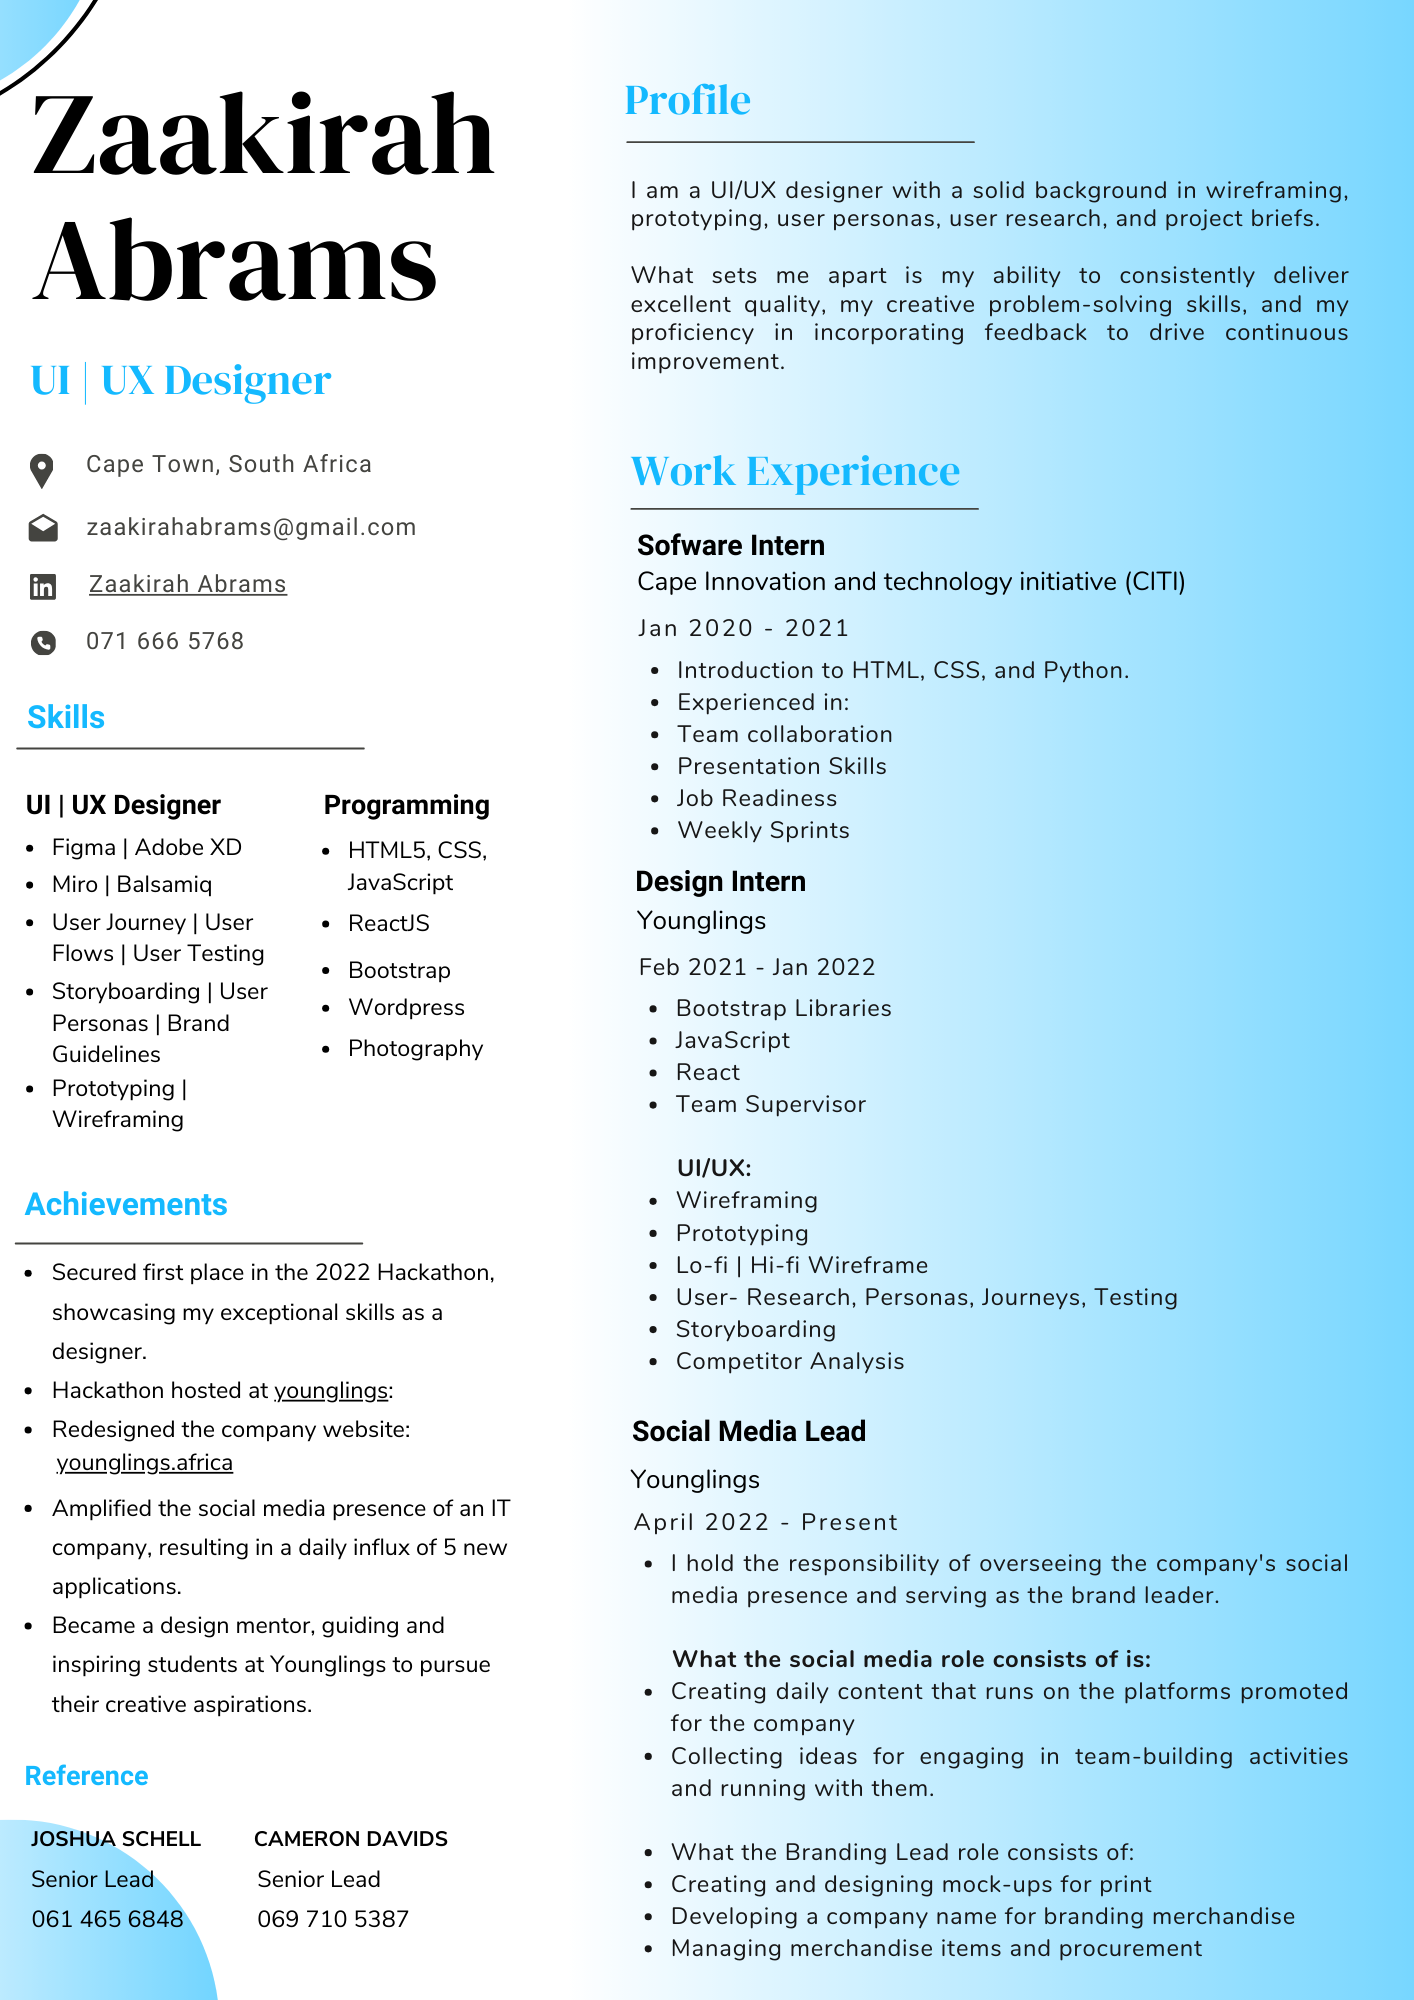 Zaakirah
Abrams
UI | UX Designer
Cape Town, South Africa
zaakirahabrams@gmail.com
Zaakirah Abrams
071 666 5768
Skills
UI | UX Designer
• Figma | Adobe XD
• Miro | Balsamiq
• User Journey | User
Flows | User Testing
• Storyboarding | User
Personas | Brand
Guidelines
• Prototyping |
Wireframing
Programming
• HTML5, CSS,
JavaScript
• ReactJS
• Bootstrap
• Wordpress
• Photography
Achievements
• Secured first place in the 2022 Hackathon,
showcasing my exceptional skills as a
designer.
• Hackathon hosted at younglings:
• Redesigned the company website:
younglings.africa
• Amplified the social media presence of an IT
company, resulting in a daily influx of 5 new
applications.
• Became a design mentor, guiding and
inspiring students at Younglings to pursue
their creative aspirations.
Reference
JOSHUA SCHELL
Senior Lead
061 465 6848
CAMERON DAVIDS
Senior Lead
069 710 5387
Profile
I am a UI/UX designer with a solid background in wireframing,
prototyping, user personas, user research, and project briefs.
What sets me apart is my ability to consistently deliver
excellent quality, my creative problem-solving skills, and my
proficiency in incorporating feedback to drive continuous
improvement.
Work Experience
Sofware Intern
Cape Innovation and technology initiative (CITI)
Jan 2020 - 2021
• Introduction to HTML, CSS, and Python.
• Experienced in:
• Team collaboration
• Presentation Skills
• Job Readiness
• Weekly Sprints
Design Intern
Younglings
Feb 2021 - Jan 2022
• Bootstrap Libraries
• JavaScript
• React
• Team Supervisor
UI/UX:
• Wireframing
• Prototyping
• Lo-fi | Hi-fi Wireframe
• User- Research, Personas, Journeys, Testing
• Storyboarding
• Competitor Analysis
Social Media Lead
Younglings
April 2022 - Present
• I hold the responsibility of overseeing the company's social
media presence and serving as the brand leader.
What the social media role consists of is:
• Creating daily content that runs on the platforms promoted
for the company
• Collecting ideas for engaging in team-building activities
and running with them.
• What the Branding Lead role consists of:
• Creating and designing mock-ups for print
• Developing a company name for branding merchandise
• Managing merchandise items and procurement